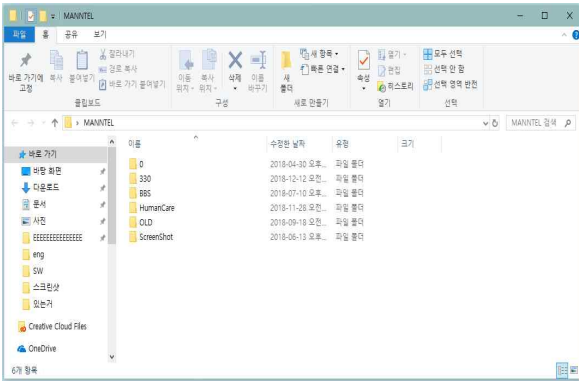 MANNTEL
파일 홈 공유 보기
바로 가기에 고정
복사
붙여넣기
잘라내기
경로 복사
바로 가기 붙여넣기
클립보드
이동 위치
복사 위치
삭제
이름 바꾸기
구성
새 폴더
새 항목
빠른 연결
새로 만들기
속성
열기
편집
히스토리
열기
모두 선택
선택 안 함
선택 영역 반전
선택
MANNTEL
MANNTEL 검색
이름 수정한 날짜 유형 크기
0 2018-04-30 오후... 파일 폴더
330 2018-12-12 오전... 파일 폴더
BBS 2018-07-10 오후... 파일 폴더
HumanCare 2018-11-28 오전... 파일 폴더
OLD 2018-09-18 오전... 파일 폴더
ScreenShot 2018-06-13 오후... 파일 폴더
바로 가기
바탕 화면
다운로드
문서
사진
EEEEEEEEEEEEEE
eng
SW
스크린샷
있는거
Creative Cloud Files
OneDrive
6개 항목